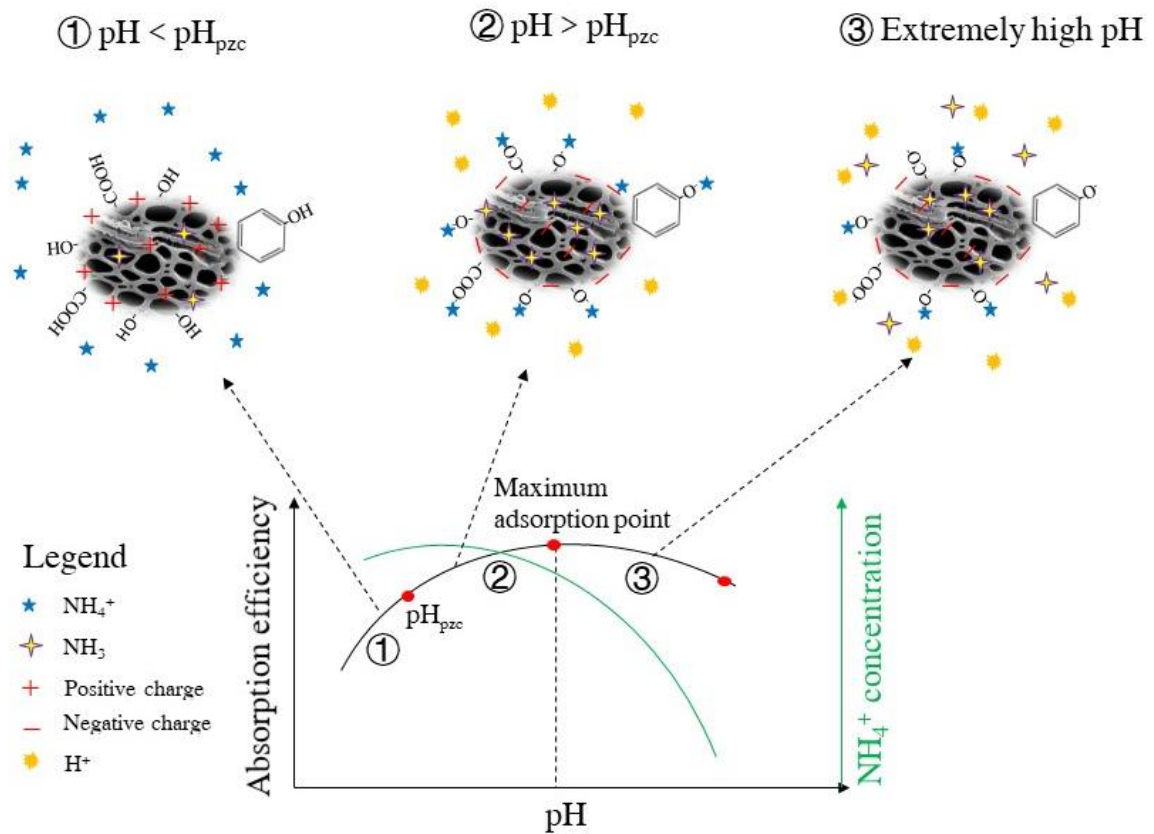 ① pH < pHpzc
② pH > pHpzc
③ Extremely high pH
COOH
HO-
-OH
HO-
COOH
-OH
HO
CO
O-
O-
-O-
COO-
O-
O-
CO
O-
O-
-O-
COO-
O-
O-
Maximum
adsorption point
Absorption efficiency
NH₄⁺ concentration
①
②
③
pHpzc
pH
Legend
NH₄⁺
NH₃
+ Positive charge
− Negative charge
H⁺